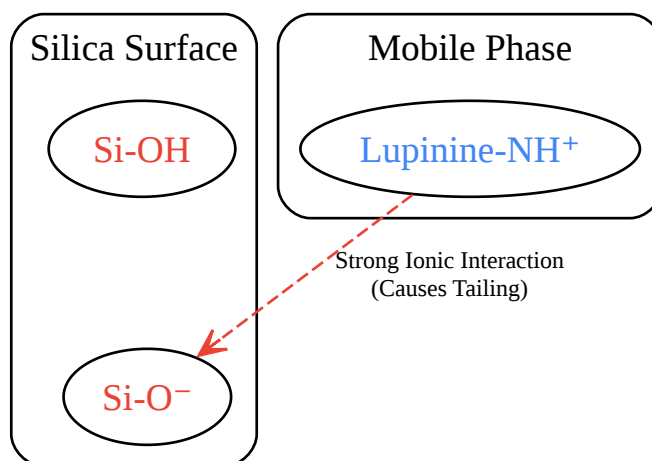 Silica Surface
Mobile Phase
Si-OH
Lupinine-NH⁺
Strong Ionic Interaction
(Causes Tailing)
Si-O⁻